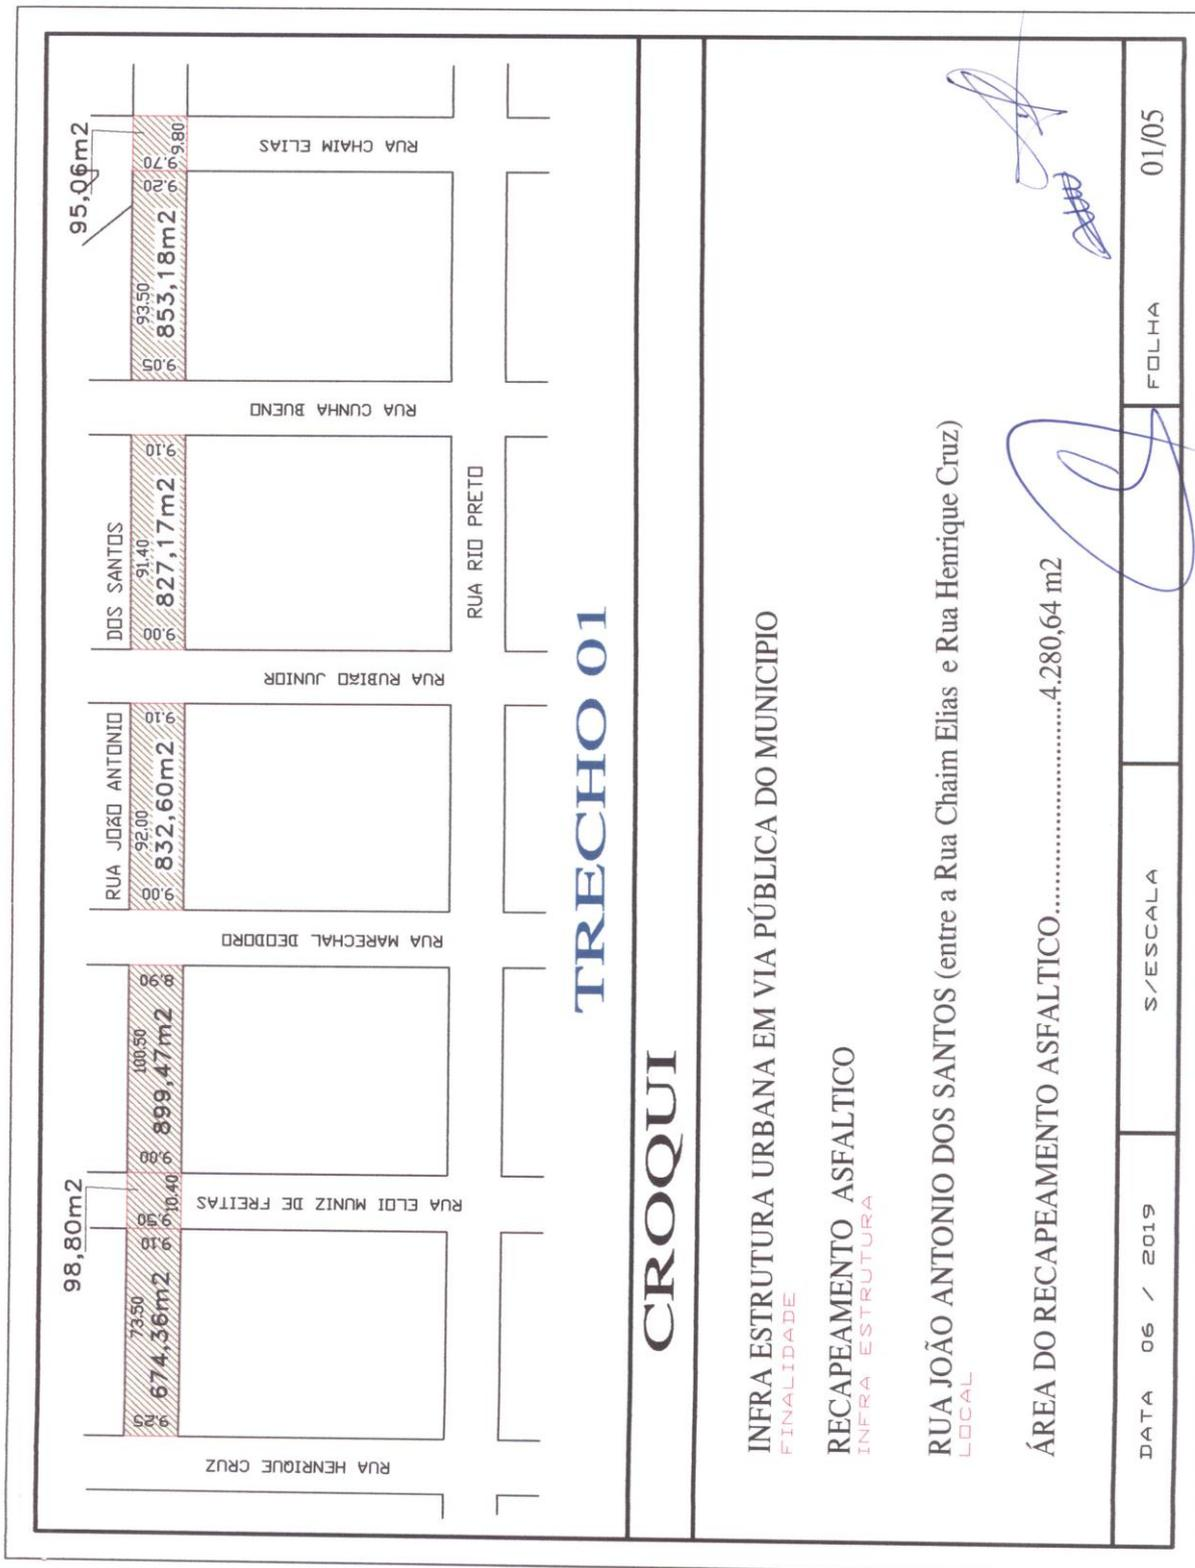 98,80m2
95,06m2
RUA JOÃO ANTONIO
DOS SANTOS
9.25
73.50
674,36m2
9.10
9.50
10.40
9.00
100.50
899,47m2
8.90
9.00
92.00
832,60m2
9.10
9.00
91.40
827,17m2
9.10
9.05
93.50
853,18m2
9.20
9.70
9.80
RUA HENRIQUE CRUZ
RUA ELOI MUNIZ DE FREITAS
RUA MARECHAL DEODORO
RUA RUBIÃO JUNIOR
RUA CUNHA BUENO
RUA CHAIM ELIAS
RUA RIO PRETO
TRECHO 01
CROQUI
INFRA ESTRUTURA URBANA EM VIA PÚBLICA DO MUNICIPIO
FINALIDADE
RECAPEAMENTO ASFALTICO
INFRA ESTRUTURA
RUA JOÃO ANTONIO DOS SANTOS (entre a Rua Chaim Elias e Rua Henrique Cruz)
LOCAL
ÁREA DO RECAPEAMENTO ASFALTICO..........................................4.280,64 m2
DATA 06 / 2019
S/ESCALA
FOLHA 01/05